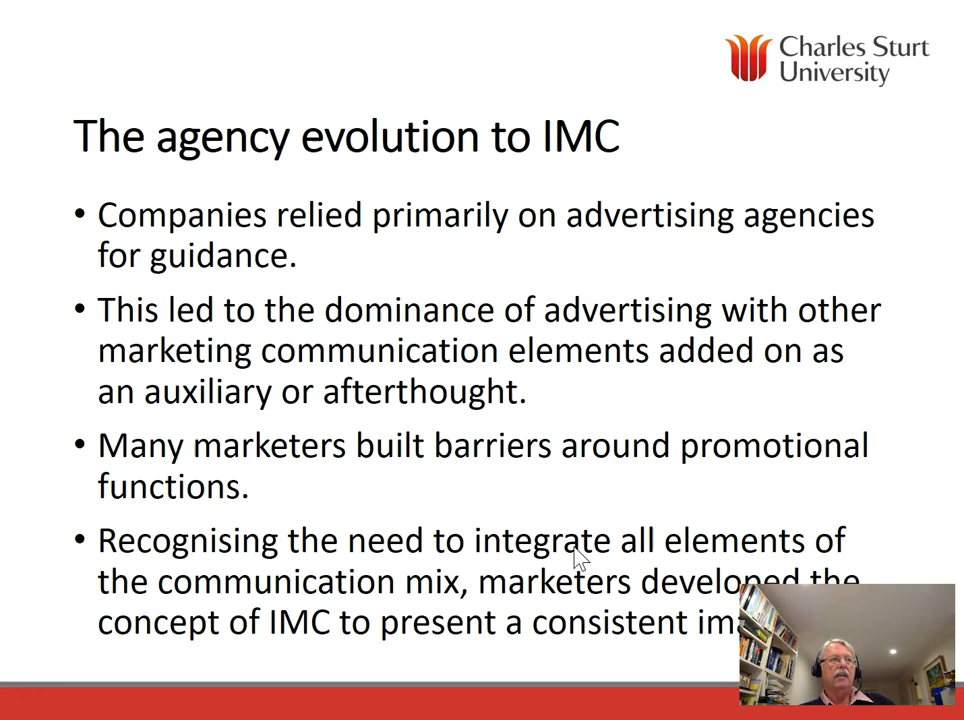 Charles Sturt
University
The agency evolution to IMC
• Companies relied primarily on advertising agencies
for guidance.
• This led to the dominance of advertising with other
marketing communication elements added on as
an auxiliary or afterthought.
• Many marketers built barriers around promotional
functions.
• Recognising the need to integrate all elements of
the communication mix, marketers developed the
concept of IMC to present a consistent